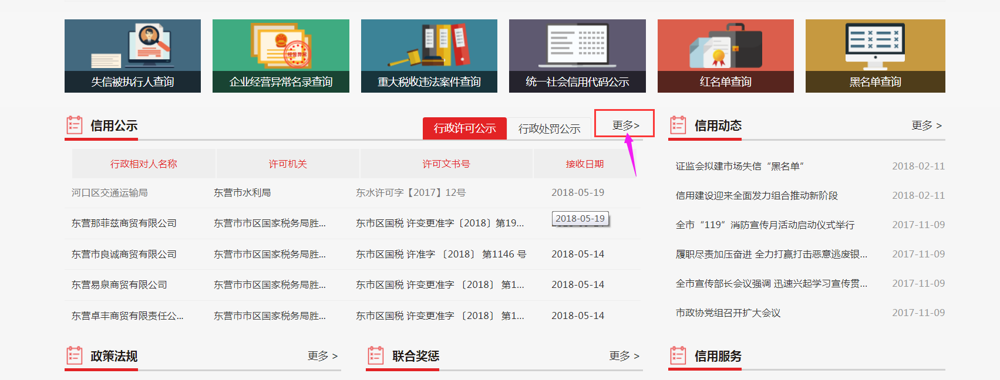 经营异常
失信被执行人查询
企业经营异常名录查询
重大税收违法案件查询
统一社会信用代码公示
红名单查询
黑名单查询
信用公示
行政许可公示
行政处罚公示
更多>
行政相对人名称 许可机关 许可文书号 接收日期
河口区交通运输局 东营市水利局 东水许可字【2017】12号 2018-05-19
东营那菲兹商贸有限公司 东营市市区国家税务局胜... 东市区国税 许变更准字〔2018〕第19...
2018-05-19
东营市良诚商贸有限公司 东营市市区国家税务局胜... 东市区国税 许准字 〔2018〕 第1146 号 2018-05-14
东营易泉商贸有限公司 东营市市区国家税务局胜... 东市区国税 许变更准字 〔2018〕 第1... 2018-05-14
东营卓丰商贸有限责任公... 东营市市区国家税务局胜... 东市区国税 许变更准字 〔2018〕 第1... 2018-05-14
信用动态 更多 >
证监会拟建市场失信“黑名单” 2018-02-11
信用建设迎来全面发力组合推动新阶段 2018-02-11
全市“119”消防宣传月活动启动仪式举行 2017-11-09
履职尽责加压奋进 全力打赢打击恶意逃废银... 2017-11-09
全市宣传部长会议强调 迅速兴起学习宣传贯... 2017-11-09
市政协党组召开扩大会议 2017-11-09
政策法规 更多 >
联合奖惩 更多 >
信用服务